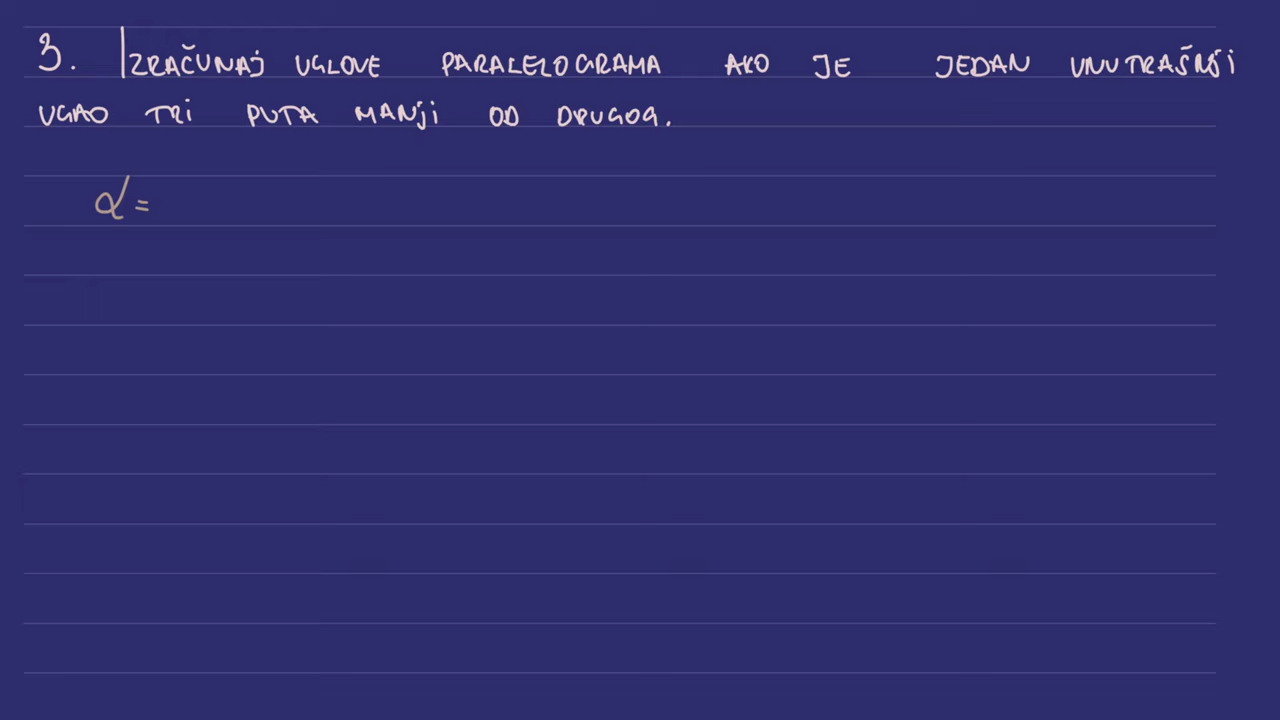 3. IZRAČUNAJ UGLOVE PARALELOGRAMA AKO JE JEDAN UNUTRAŠNJI
UGAO TRI PUTA MANJI OD DRUGOG.
α =